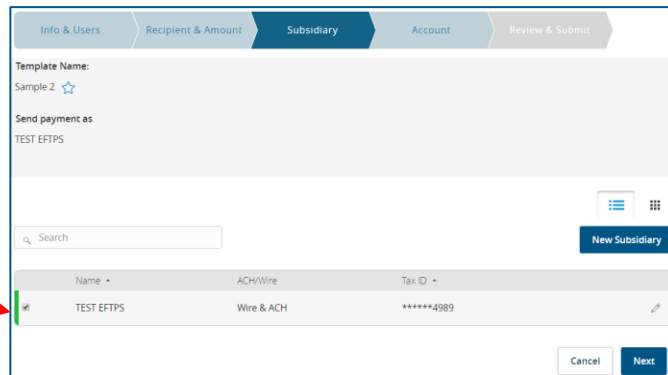 Info & Users Recipient & Amount Subsidiary Account Review & Submit
Template Name:
Sample 2
Send payment as
TEST EFTPS
Search
New Subsidiary
Name ACH/Wire Tax ID
TEST EFTPS Wire & ACH ******4989
Cancel Next